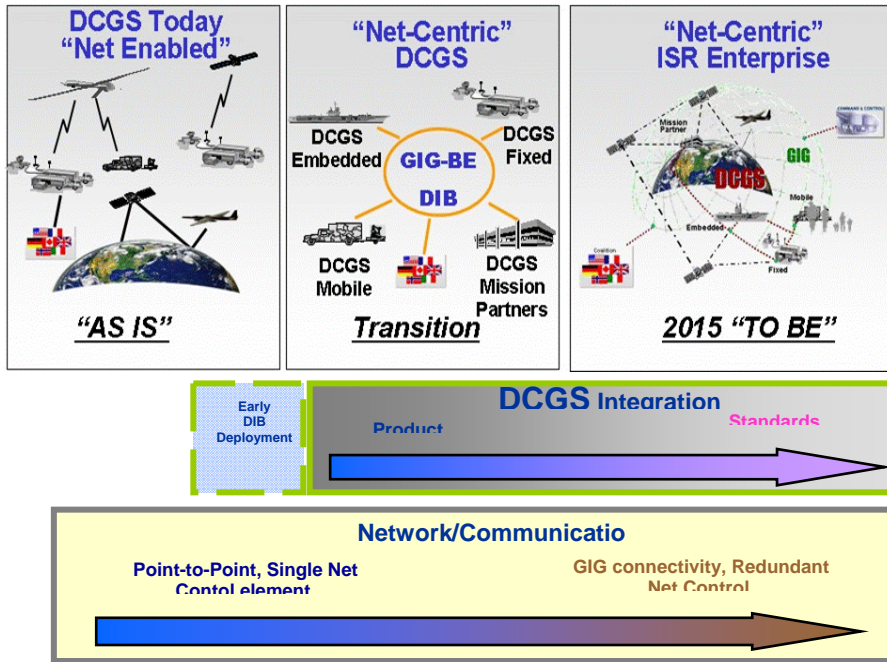 DCGS Today
“Net Enabled”
“AS IS”
“Net-Centric”
DCGS
DCGS
Embedded
DCGS
Fixed
GIG-BE
DIB
DCGS
Mobile
DCGS
Mission
Partners
Transition
“Net-Centric”
ISR Enterprise
COMMAND & CONTROL
Mission
Partner
GIG
DCGS
Mobile
Embedded
Coalition
Fixed
2015 “TO BE”
Early
DIB
Deployment
DCGS Integration
Product
Standards
Network/Communicatio
Point-to-Point, Single Net
Contol element
GIG connectivity, Redundant
Net Control